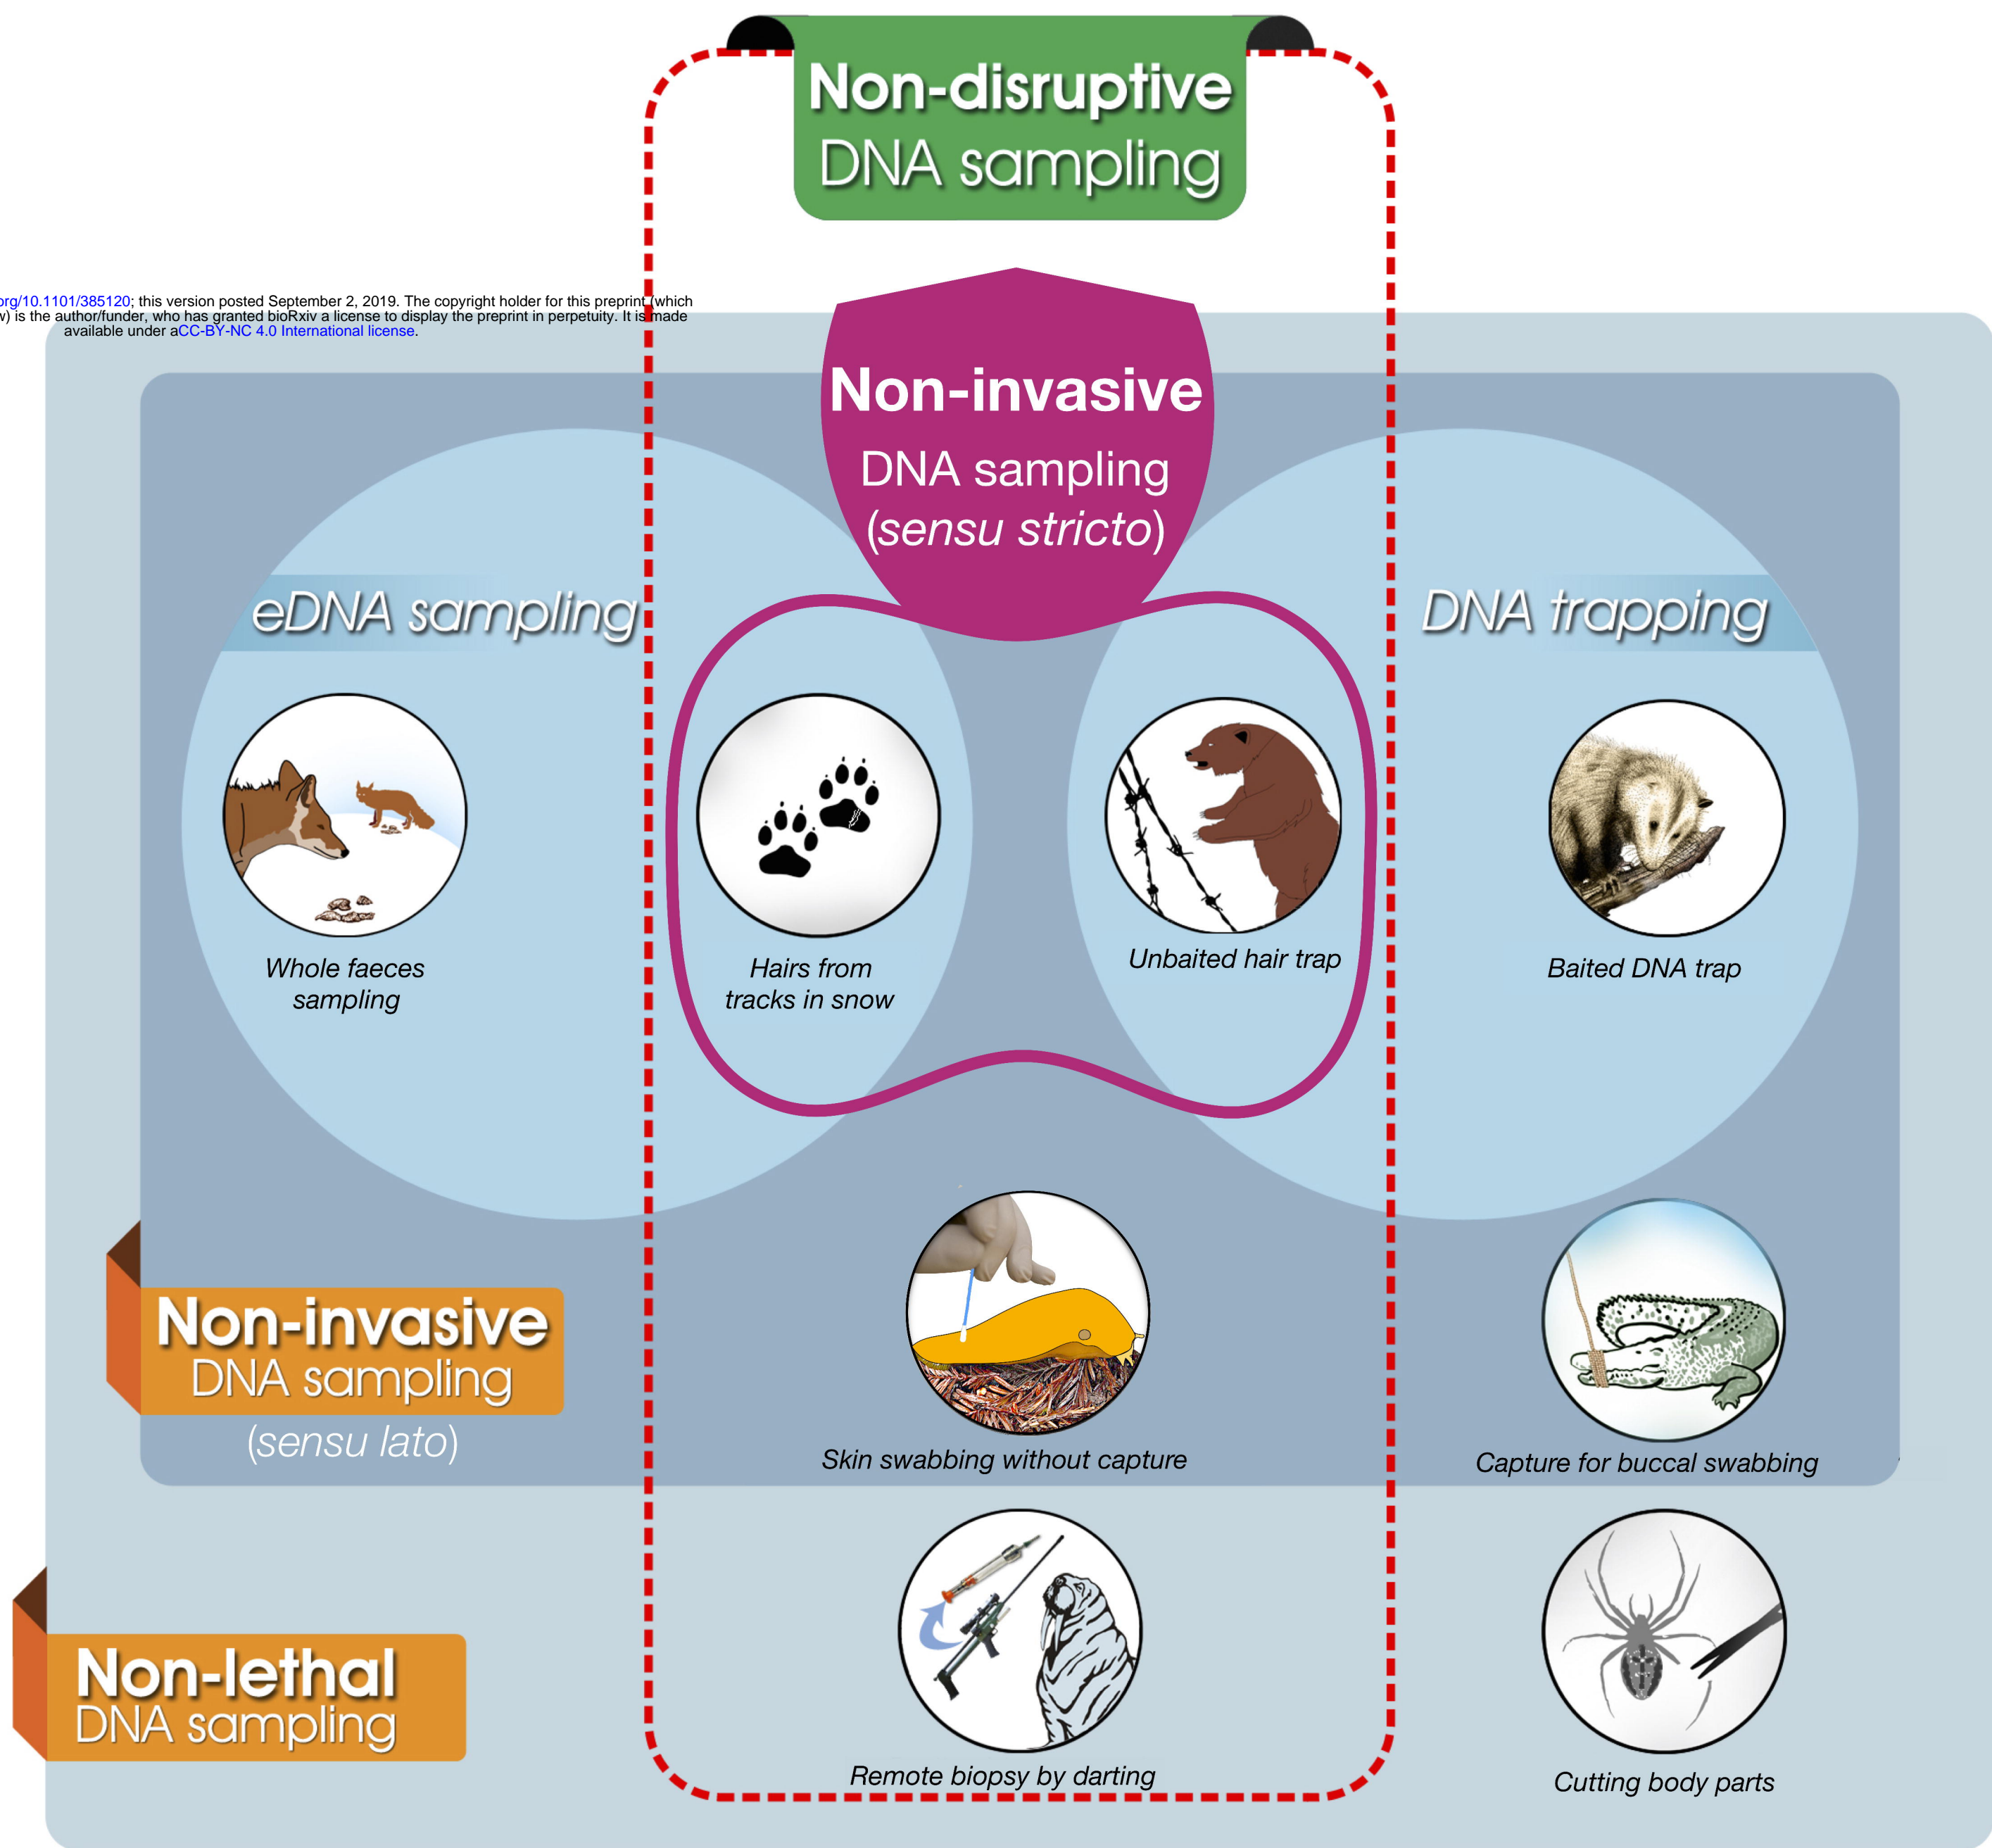 Non-disruptive
DNA sampling
org/10.1101/385120; this version posted September 2, 2019. The copyright holder for this preprint (which
w) is the author/funder, who has granted bioRxiv a license to display the preprint in perpetuity. It is made
available under aCC-BY-NC 4.0 International license.
Non-invasive
DNA sampling
(sensu stricto)
eDNA sampling
DNA trapping
Whole faeces
sampling
Hairs from
tracks in snow
Unbaited hair trap
Baited DNA trap
Non-invasive
DNA sampling
(sensu lato)
Skin swabbing without capture
Capture for buccal swabbing
Non-lethal
DNA sampling
Remote biopsy by darting
Cutting body parts